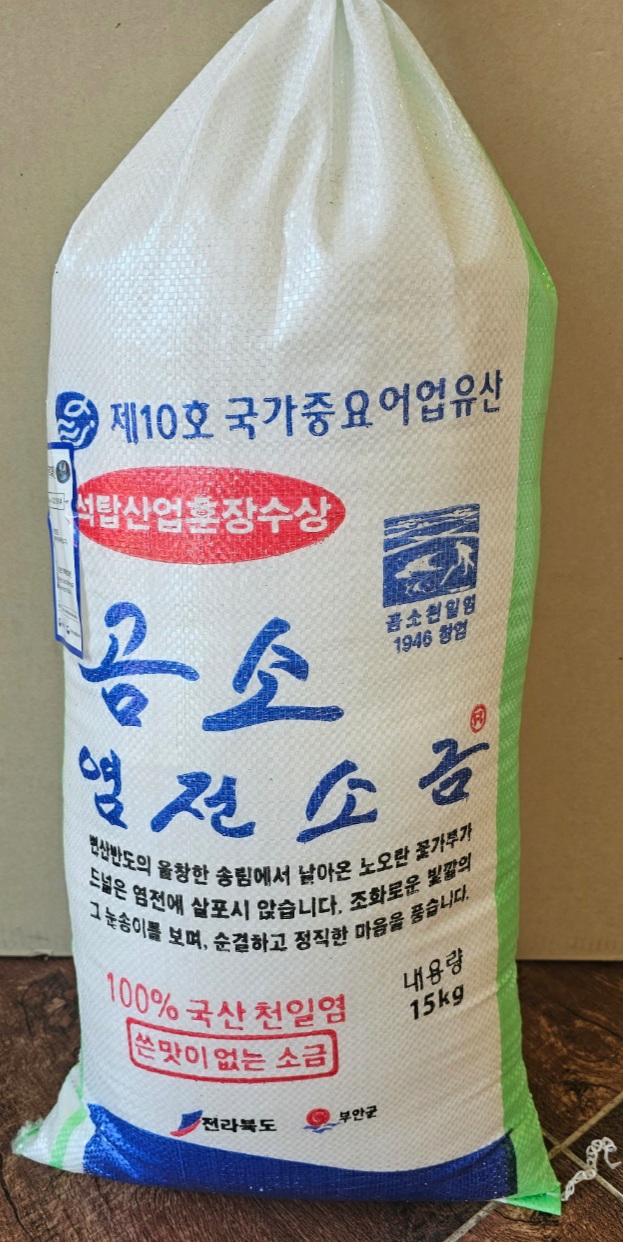 제10호 국가중요어업유산
석탑산업훈장수상
곰소천일염
1946 청염
곰소
염전소금
R
변산반도의 울창한 송림에서 날아온 노오란 꽃가루가
드넓은 염전에 살포시 앉습니다. 조화로운 빛깔의
그 눈송이를 보며, 순결하고 정직한 마음을 품습니다.
내용량
15kg
100% 국산 천일염
쓴맛이 없는 소금
전라북도
부안군